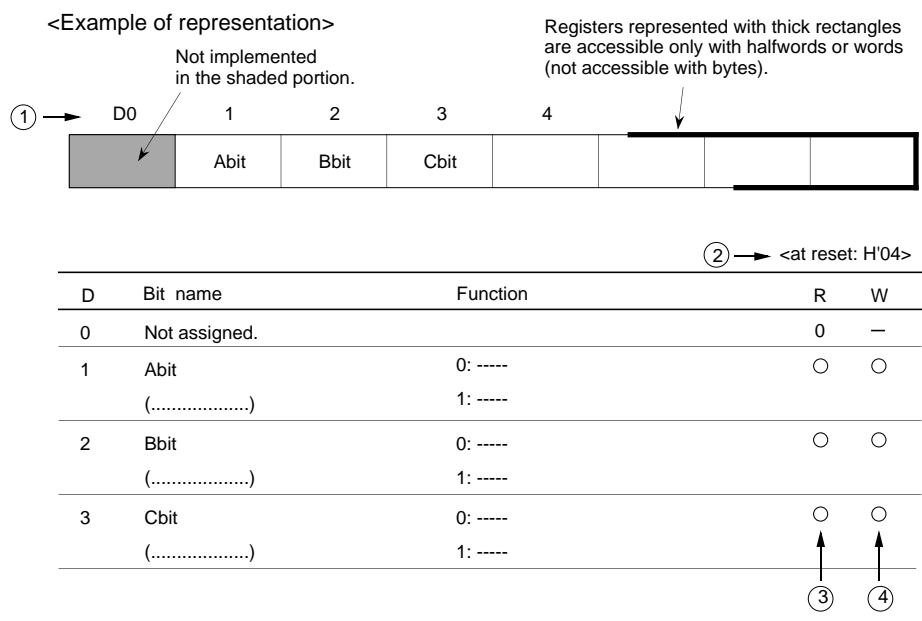 <Example of representation>
Registers represented with thick rectangles
are accessible only with halfwords or words
(not accessible with bytes).
Not implemented
in the shaded portion.
1 D0 1 2 3 4
Abit Bbit Cbit
2 <at reset: H'04>
D Bit name Function R W
0 Not assigned. 0 —
1 Abit 0: ----- ○ ○
(...................) 1: -----
2 Bbit 0: ----- ○ ○
(...................) 1: -----
3 Cbit 0: ----- ○ ○
(...................) 1: -----
3 4